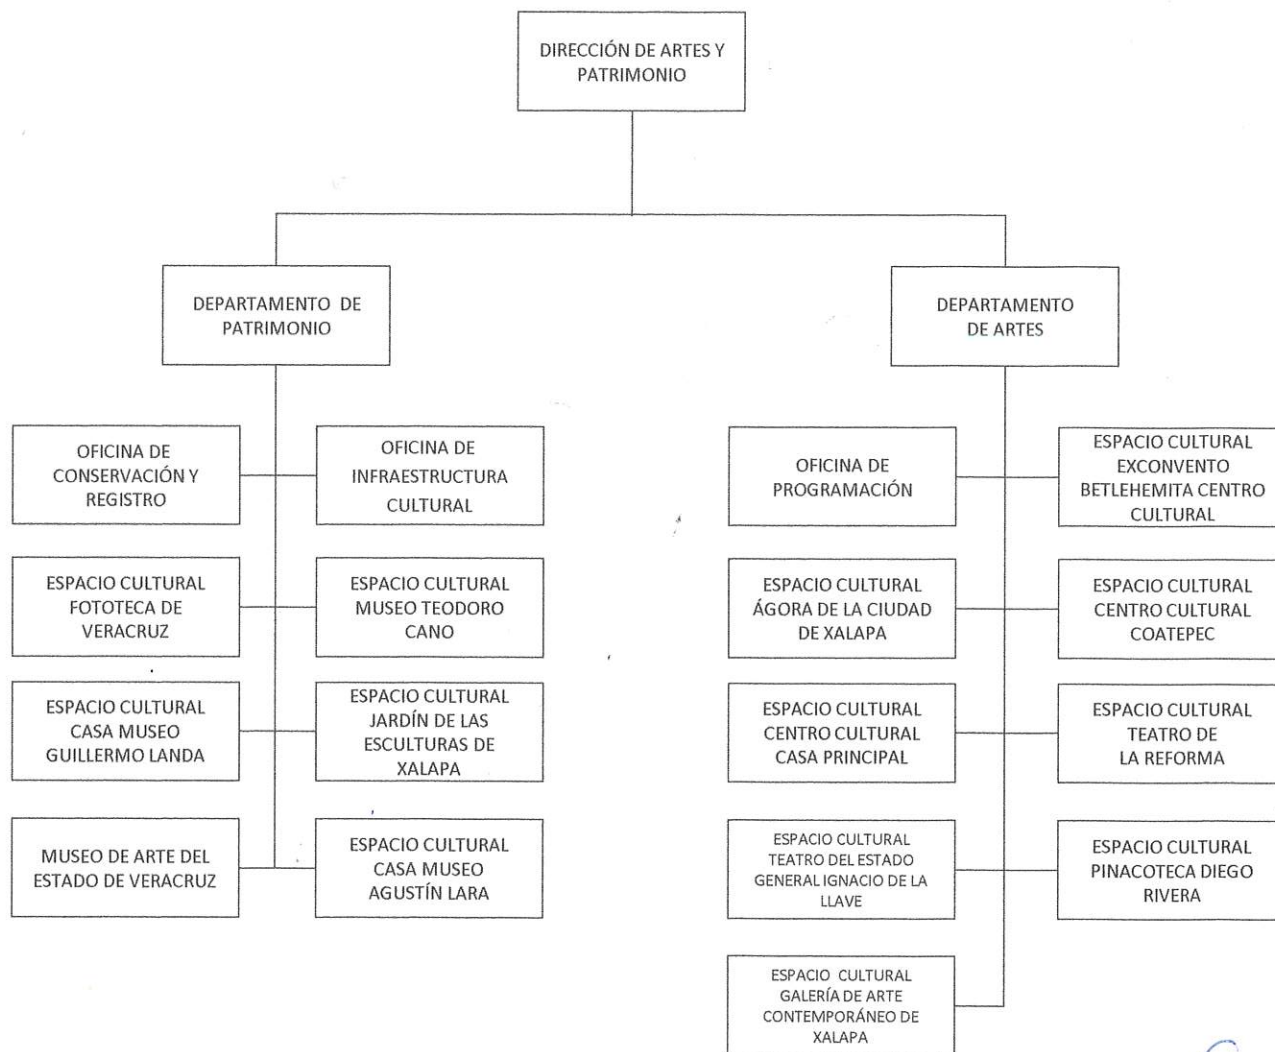 DIRECCIÓN DE ARTES Y
PATRIMONIO
DEPARTAMENTO DE
PATRIMONIO
DEPARTAMENTO
DE ARTES
OFICINA DE
CONSERVACIÓN Y
REGISTRO
OFICINA DE
INFRAESTRUCTURA
CULTURAL
ESPACIO CULTURAL
FOTOTECA DE
VERACRUZ
ESPACIO CULTURAL
MUSEO TEODORO
CANO
ESPACIO CULTURAL
CASA MUSEO
GUILLERMO LANDA
ESPACIO CULTURAL
JARDÍN DE LAS
ESCULTURAS DE
XALAPA
MUSEO DE ARTE DEL
ESTADO DE VERACRUZ
ESPACIO CULTURAL
CASA MUSEO
AGUSTÍN LARA
OFICINA DE
PROGRAMACIÓN
ESPACIO CULTURAL
EXCONVENTO
BETLEHEMITA CENTRO
CULTURAL
ESPACIO CULTURAL
ÁGORA DE LA CIUDAD
DE XALAPA
ESPACIO CULTURAL
CENTRO CULTURAL
COATEPEC
ESPACIO CULTURAL
CENTRO CULTURAL
CASA PRINCIPAL
ESPACIO CULTURAL
TEATRO DE
LA REFORMA
ESPACIO CULTURAL
TEATRO DEL ESTADO
GENERAL IGNACIO DE LA
LLAVE
ESPACIO CULTURAL
PINACOTECA DIEGO
RIVERA
ESPACIO CULTURAL
GALERÍA DE ARTE
CONTEMPORÁNEO DE
XALAPA